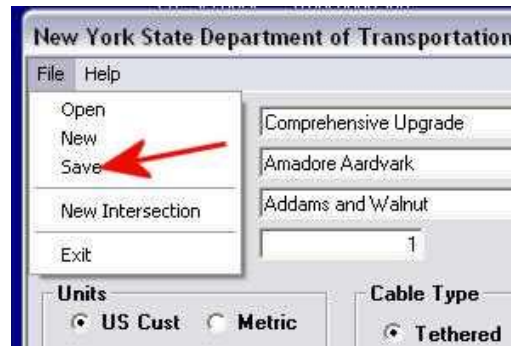 New York State Department of Transportation
File Help
Open
New
Save
New Intersection
Exit
Comprehensive Upgrade
Amadore Aardvark
Addams and Walnut
1
Units
US Cust Metric
Cable Type
Tethered